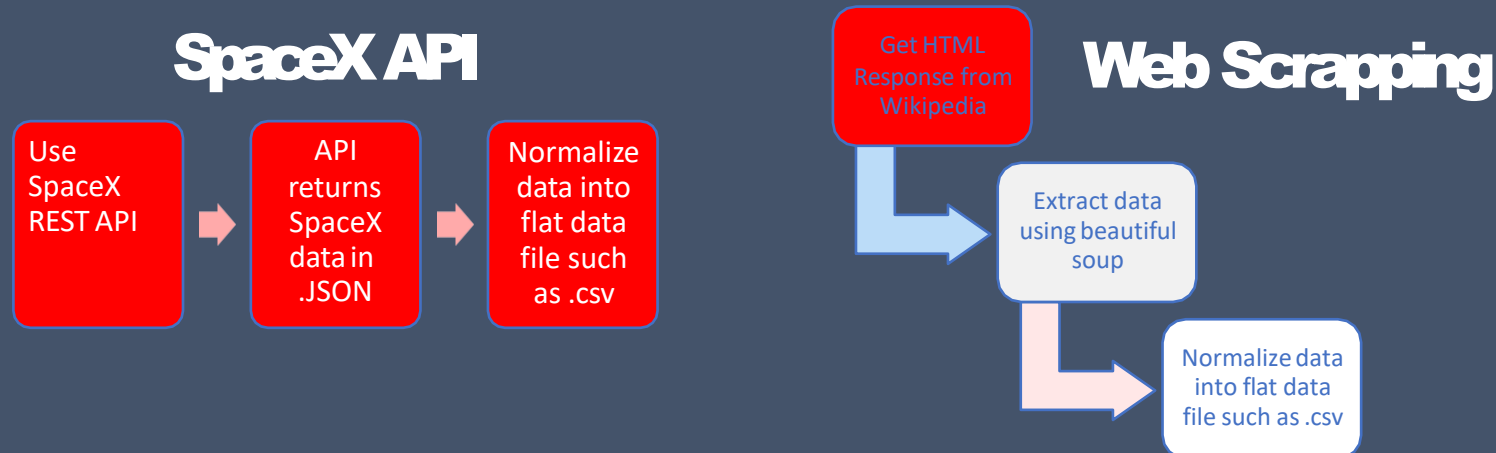 SpaceX API
Use
SpaceX
REST API
API
returns
SpaceX
data in
.JSON
Normalize
data into
flat data
file such
as .csv
Web Scrapping
Get HTML
Response from
Wikipedia
Extract data
using beautiful
soup
Normalize data
into flat data
file such as .csv